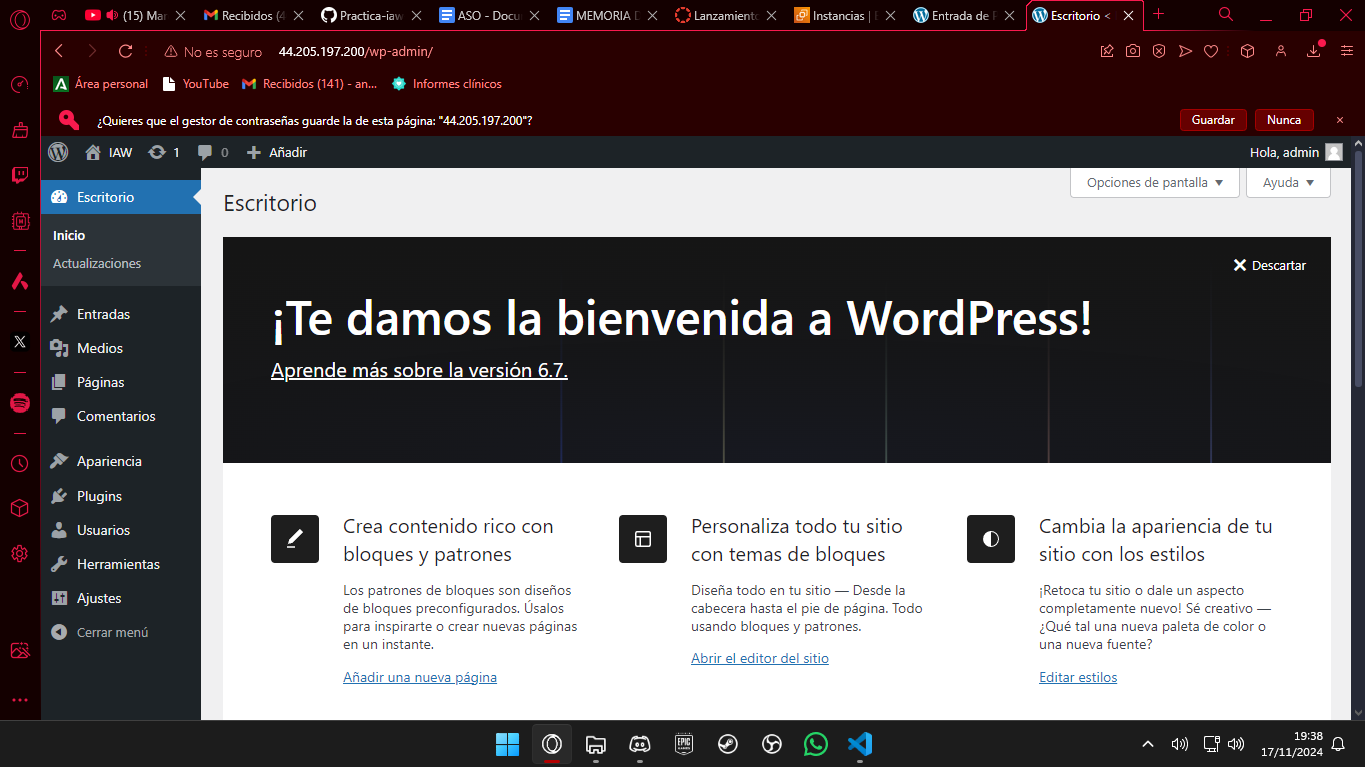 (15) Mar
Recibidos (4
Practica-iaw
ASO - Docu
MEMORIA D
Lanzamiento
Instancias | E
Entrada de P
Escritorio <
No es seguro
44.205.197.200/wp-admin/
Área personal
YouTube
Recibidos (141) - an...
Informes clínicos
¿Quieres que el gestor de contraseñas guarde la de esta página: "44.205.197.200"?
Guardar
Nunca
IAW
1
0
Añadir
Hola, admin
Escritorio
Inicio
Actualizaciones
Entradas
Medios
Páginas
Comentarios
Apariencia
Plugins
Usuarios
Herramientas
Ajustes
Cerrar menú
Opciones de pantalla
Ayuda
Escritorio
Descartar
¡Te damos la bienvenida a WordPress!
Aprende más sobre la versión 6.7.
Crea contenido rico con
bloques y patrones
Los patrones de bloques son diseños
de bloques preconfigurados. Úsalos
para inspirarte o crear nuevas páginas
en un instante.
Añadir una nueva página
Personaliza todo tu sitio
con temas de bloques
Diseña todo en tu sitio — Desde la
cabecera hasta el pie de página. Todo
usando bloques y patrones.
Abrir el editor del sitio
Cambia la apariencia de tu
sitio con los estilos
¡Retoca tu sitio o dale un aspecto
completamente nuevo! Sé creativo —
¿Qué tal una nueva paleta de color o
una nueva fuente?
Editar estilos
EPIC
GAMES
19:38
17/11/2024